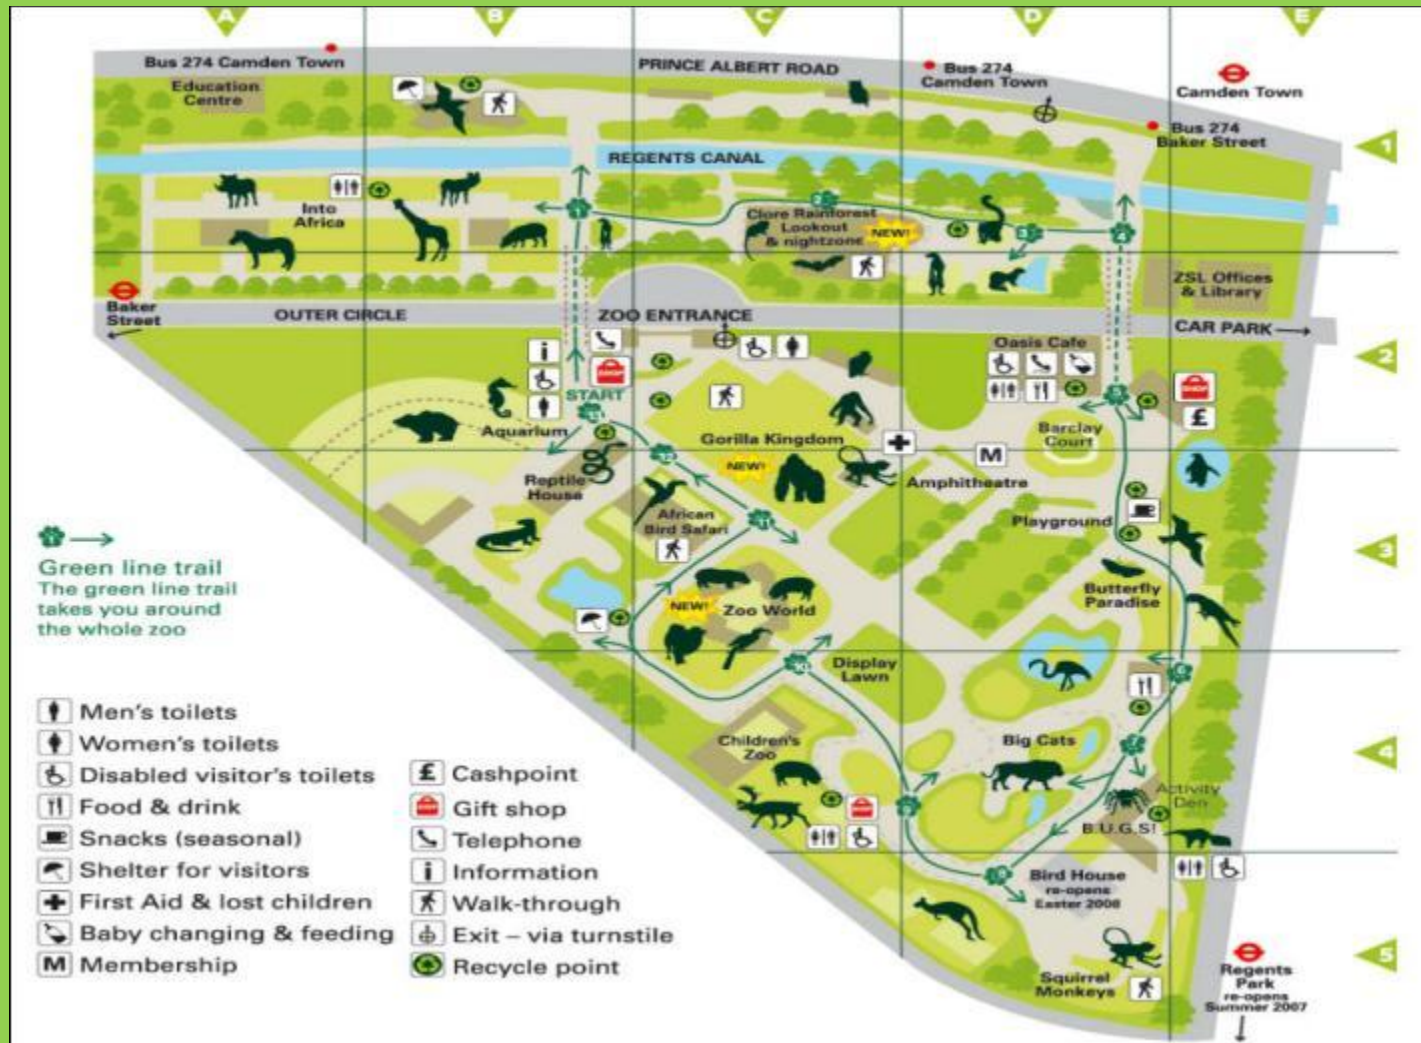 A
B
C
D
E
Bus 274 Camden Town
PRINCE ALBERT ROAD
Bus 274
Camden Town
Camden Town
Education
Centre
Bus 274
Baker Street
1
REGENTS CANAL
Into
Africa
Clore Rainforest
Lookout
& nightzone
NEW!
ZSL Offices
& Library
Baker
Street
OUTER CIRCLE
ZOO ENTRANCE
CAR PARK
2
Oasis Cafe
i
SHOP
SHOP
£
START
Aquarium
Barclay
Court
Gorilla Kingdom
NEW!
M
Amphitheatre
Reptile
House
African
Bird Safari
Playground
3
Green line trail
The green line trail
takes you around
the whole zoo
Butterfly
Paradise
NEW!
Zoo World
Display
Lawn
Children's
Zoo
Big Cats
4
Activity
Den
B.U.G.S!
SHOP
Bird House
re-opens
Easter 2008
Squirrel
Monkeys
5
Regents
Park
re-opens
Summer 2007
Men's toilets
Women's toilets
Disabled visitor's toilets
Food & drink
Snacks (seasonal)
Shelter for visitors
First Aid & lost children
Baby changing & feeding
M Membership
£ Cashpoint
Gift shop
Telephone
i Information
Walk-through
Exit – via turnstile
Recycle point